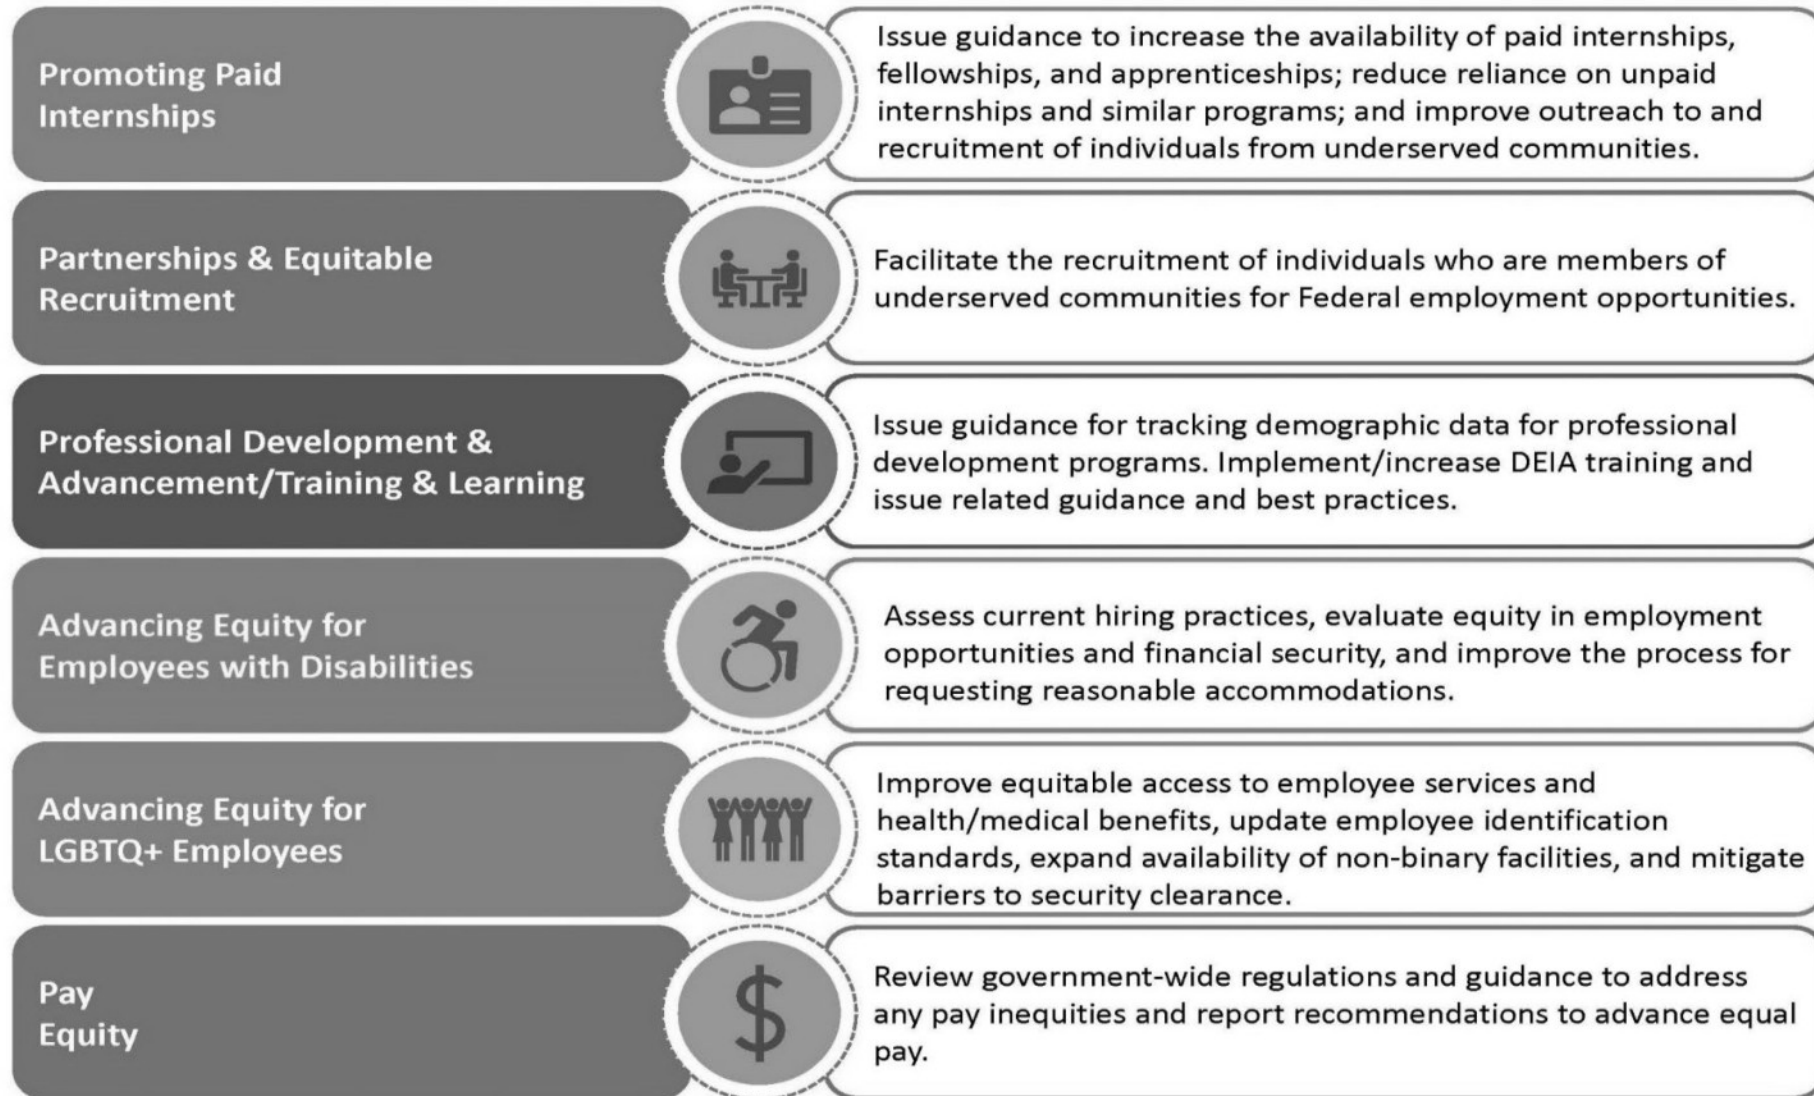 Promoting Paid
Internships
Issue guidance to increase the availability of paid internships,
fellowships, and apprenticeships; reduce reliance on unpaid
internships and similar programs; and improve outreach to and
recruitment of individuals from underserved communities.
Partnerships & Equitable
Recruitment
Facilitate the recruitment of individuals who are members of
underserved communities for Federal employment opportunities.
Professional Development &
Advancement/Training & Learning
Issue guidance for tracking demographic data for professional
development programs. Implement/increase DEIA training and
issue related guidance and best practices.
Advancing Equity for
Employees with Disabilities
Assess current hiring practices, evaluate equity in employment
opportunities and financial security, and improve the process for
requesting reasonable accommodations.
Advancing Equity for
LGBTQ+ Employees
Improve equitable access to employee services and
health/medical benefits, update employee identification
standards, expand availability of non-binary facilities, and mitigate
barriers to security clearance.
Pay
Equity
$
Review government-wide regulations and guidance to address
any pay inequities and report recommendations to advance equal
pay.